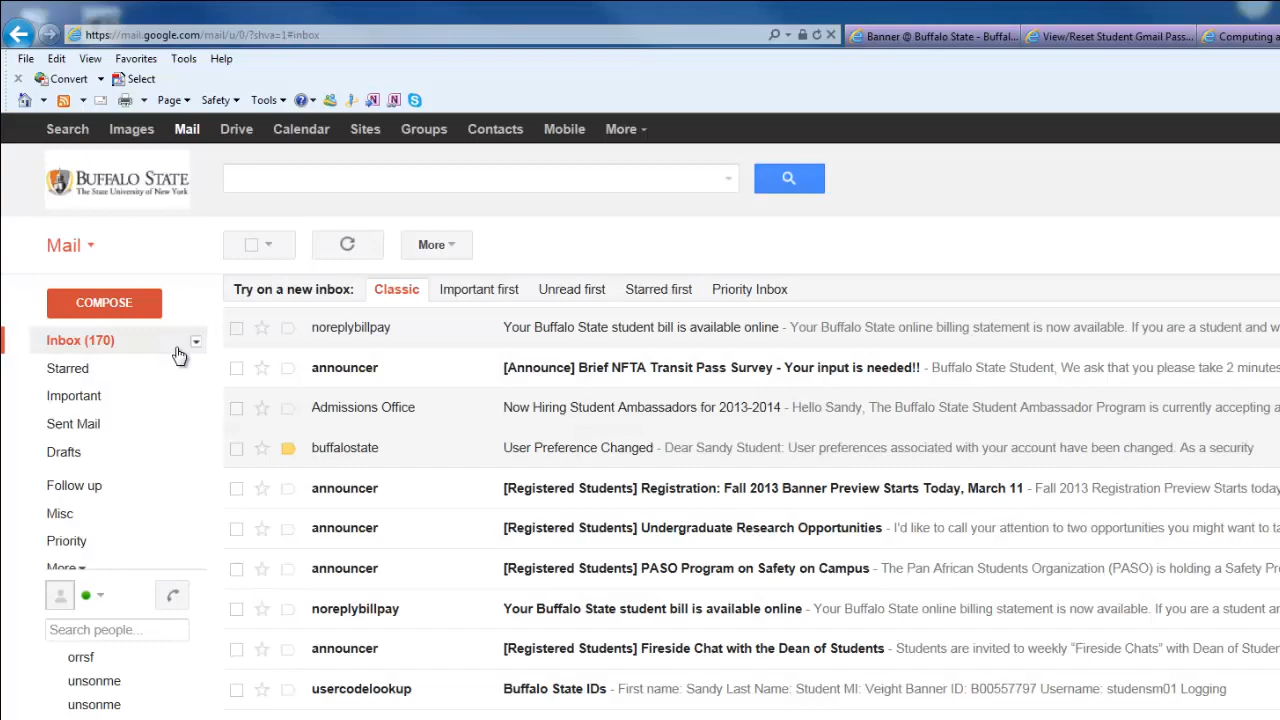 https://mail.google.com/mail/u/0/?shva=1#inbox
Banner @ Buffalo State - Buffal...
View/Reset Student Gmail Pass...
Computing a
File Edit View Favorites Tools Help
Convert Select
Page Safety Tools
Search Images Mail Drive Calendar Sites Groups Contacts Mobile More
BUFFALO STATE
The State University of New York
Mail
More
COMPOSE
Try on a new inbox: Classic Important first Unread first Starred first Priority Inbox
Inbox (170)
Starred
Important
Sent Mail
Drafts
Follow up
Misc
Priority
More
Search people...
orrsf
unsonme
unsonme
noreplybillpay Your Buffalo State student bill is available online - Your Buffalo State online billing statement is now available. If you are a student and w
announcer [Announce] Brief NFTA Transit Pass Survey - Your input is needed!! - Buffalo State Student, We ask that you please take 2 minutes
Admissions Office Now Hiring Student Ambassadors for 2013-2014 - Hello Sandy, The Buffalo State Student Ambassador Program is currently accepting a
buffalostate User Preference Changed - Dear Sandy Student: User preferences associated with your account have been changed. As a security
announcer [Registered Students] Registration: Fall 2013 Banner Preview Starts Today, March 11 - Fall 2013 Registration Preview Starts today
announcer [Registered Students] Undergraduate Research Opportunities - I'd like to call your attention to two opportunities you might want to ta
announcer [Registered Students] PASO Program on Safety on Campus - The Pan African Students Organization (PASO) is holding a Safety Pr
noreplybillpay Your Buffalo State student bill is available online - Your Buffalo State online billing statement is now available. If you are a student an
announcer [Registered Students] Fireside Chat with the Dean of Students - Students are invited to weekly “Fireside Chats” with Dean of Student
usercodelookup Buffalo State IDs - First name: Sandy Last Name: Student MI: Veight Banner ID: B00557797 Username: studensm01 Logging